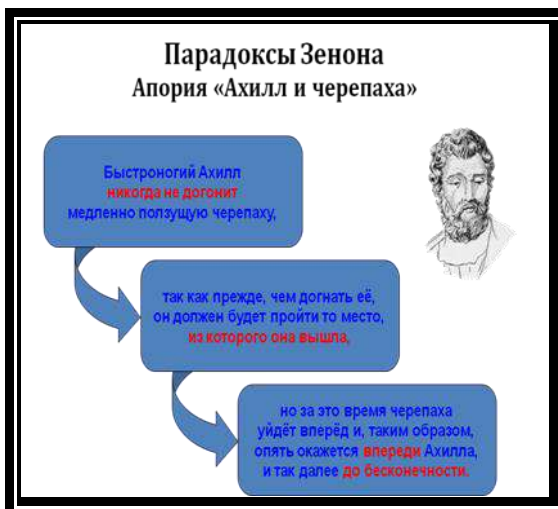 Парадоксы Зенона
Апория «Ахилл и черепаха»
Быстроногий Ахилл
никогда не догонит
медленно ползущую черепаху,
так как прежде, чем догнать её,
он должен будет пройти то место,
из которого она вышла,
но за это время черепаха
уйдёт вперёд и, таким образом,
опять окажется впереди Ахилла,
и так далее до бесконечности.